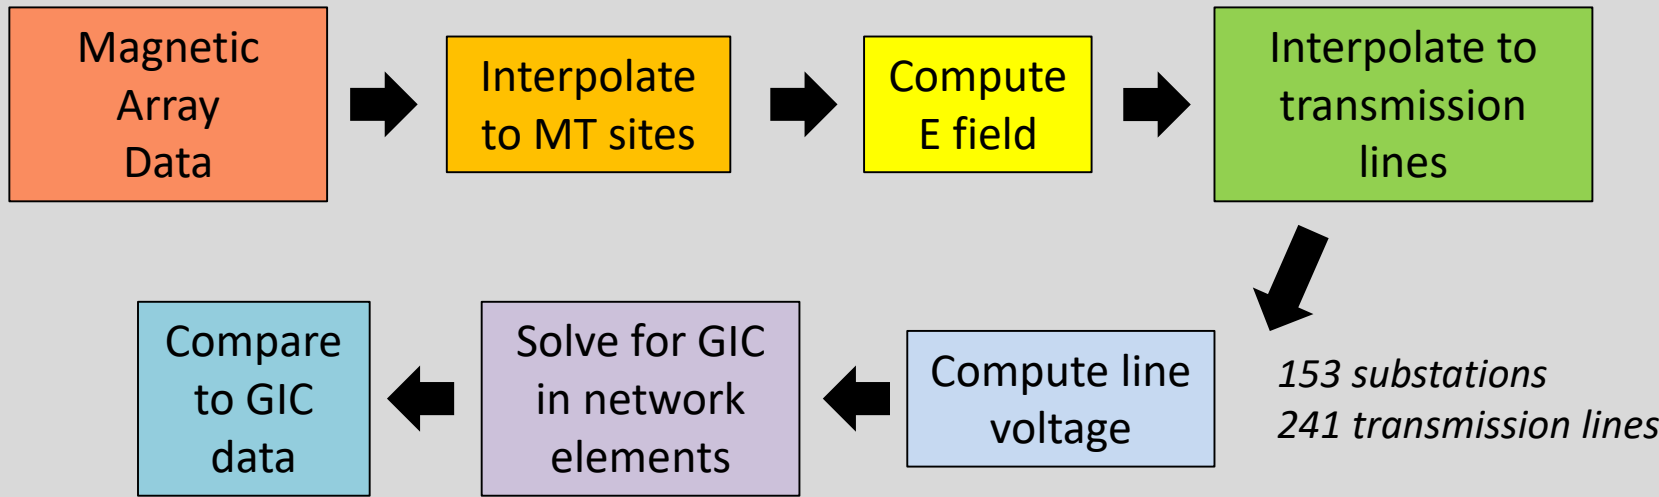 Magnetic
Array
Data
Interpolate
to MT sites
Compute
E field
Interpolate to
transmission
lines
Compare
to GIC
data
Solve for GIC
in network
elements
Compute line
voltage
153 substations
241 transmission lines